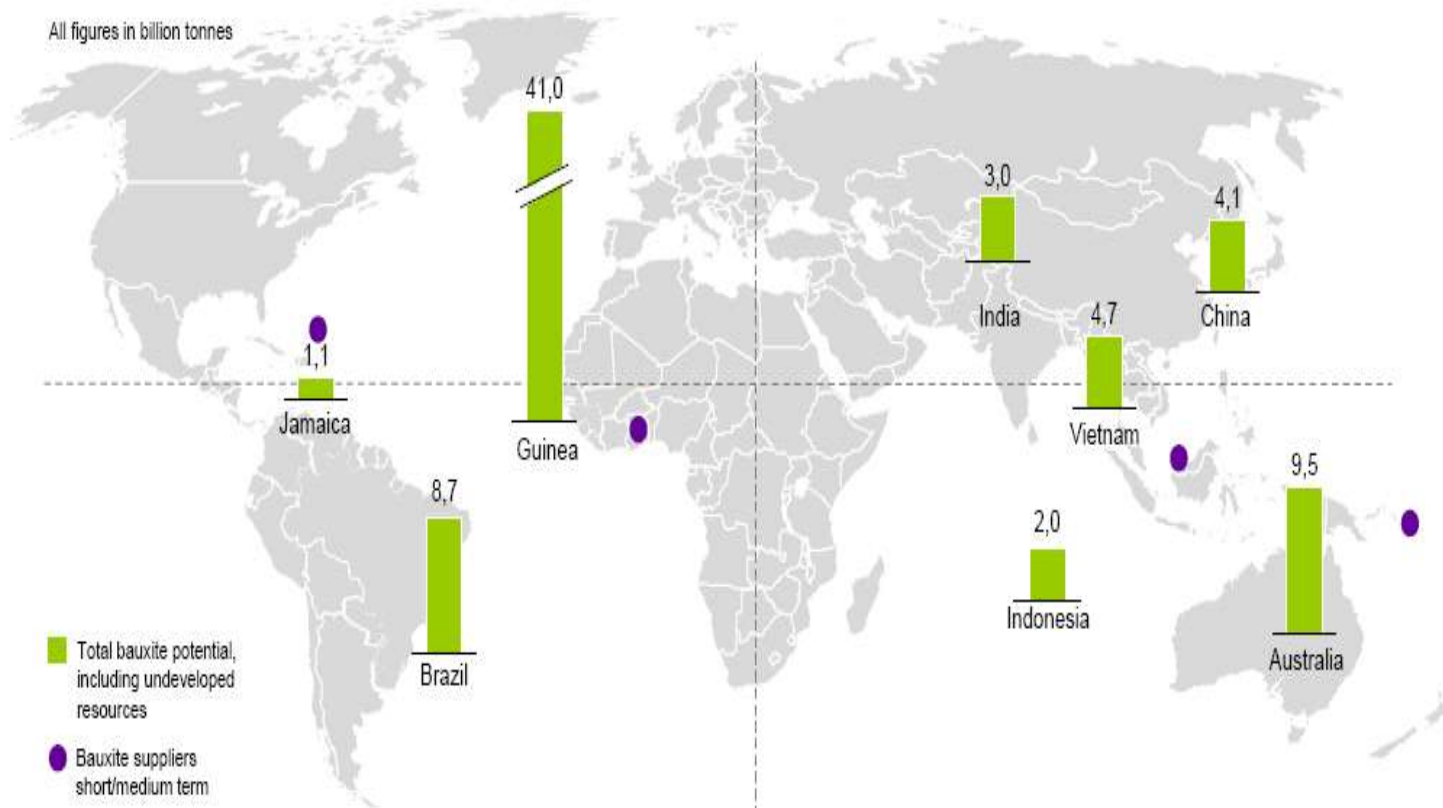 All figures in billion tonnes
41,0
3,0
4,1
India
China
4,7
1,1
Jamaica
Guinea
Vietnam
8,7
9,5
2,0
Indonesia
Australia
Brazil
Total bauxite potential,
including undeveloped
resources
Bauxite suppliers
short/medium term